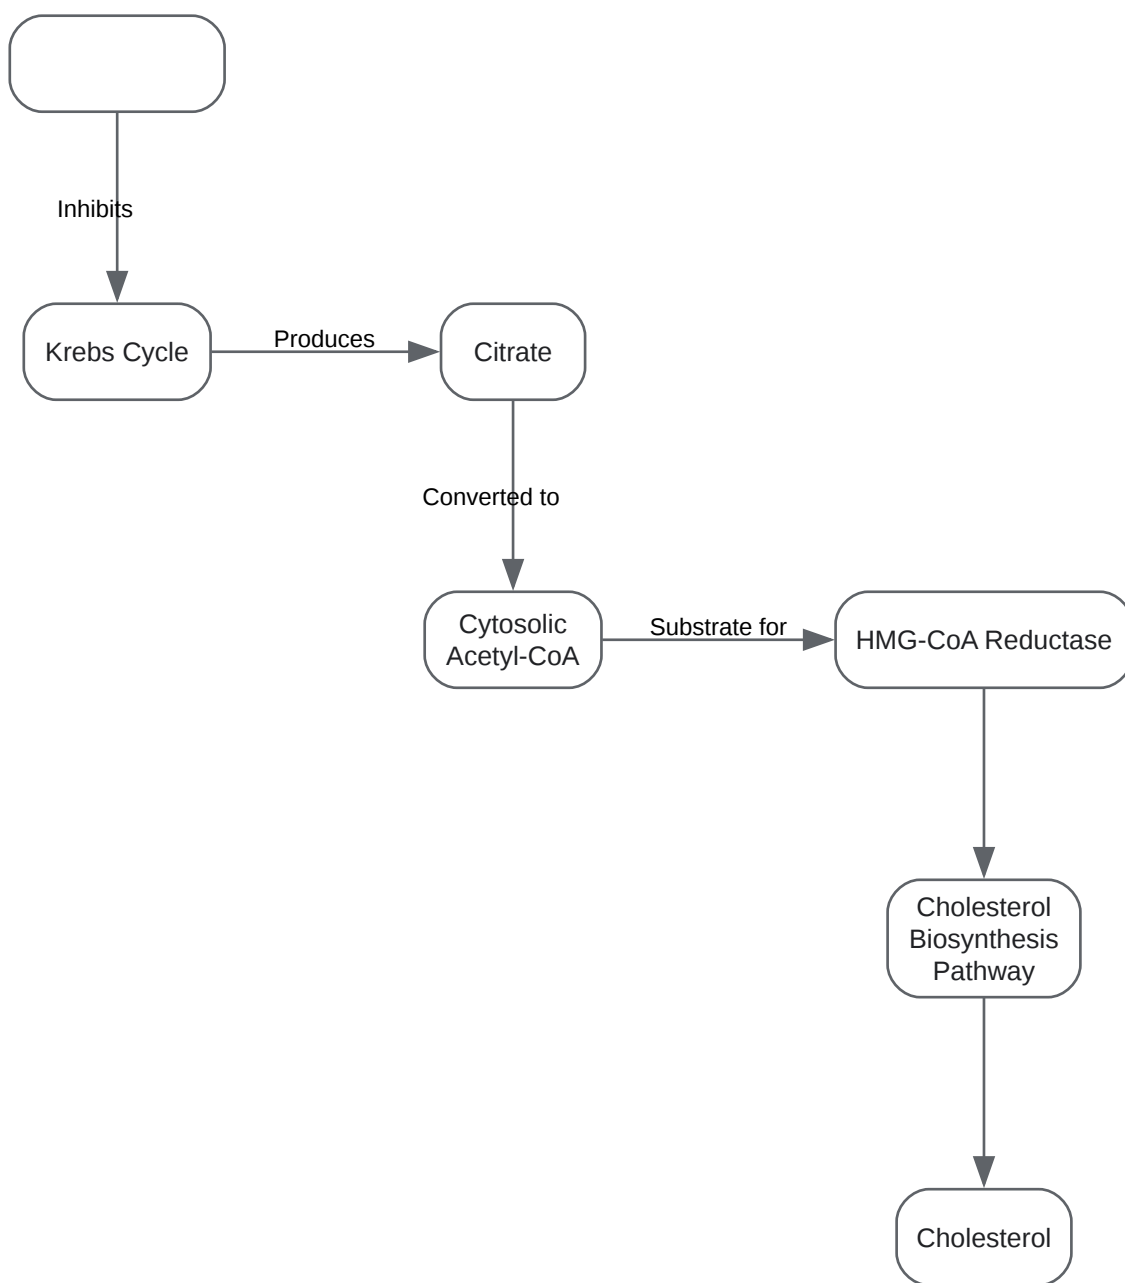 Inhibits
Krebs Cycle
Produces
Citrate
Converted to
Cytosolic
Acetyl-CoA
Substrate for
HMG-CoA Reductase
Cholesterol
Biosynthesis
Pathway
Cholesterol